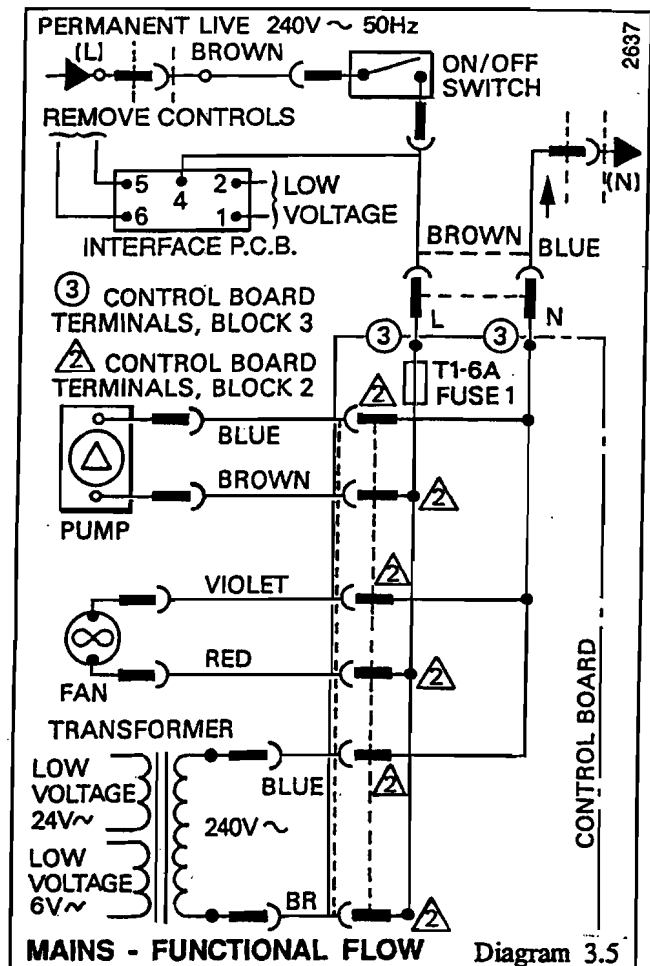 PERMANENT LIVE 240V ~ 50Hz
2637
(L) BROWN
ON/OFF
SWITCH
REMOVE CONTROLS
5 4 2 LOW
6 1 VOLTAGE
(N)
INTERFACE P.C.B.
BROWN BLUE
3 CONTROL BOARD
TERMINALS, BLOCK 3
L N
3 3
2 CONTROL BOARD
TERMINALS, BLOCK 2
T1-6A
FUSE 1
2
BLUE
BROWN
2
PUMP
2
VIOLET
RED
2
FAN
TRANSFORMER
LOW
VOLTAGE
24V~
BLUE
2
240V ~
LOW
VOLTAGE
6V~
BR
2
CONTROL BOARD
MAINS - FUNCTIONAL FLOW Diagram 3.5